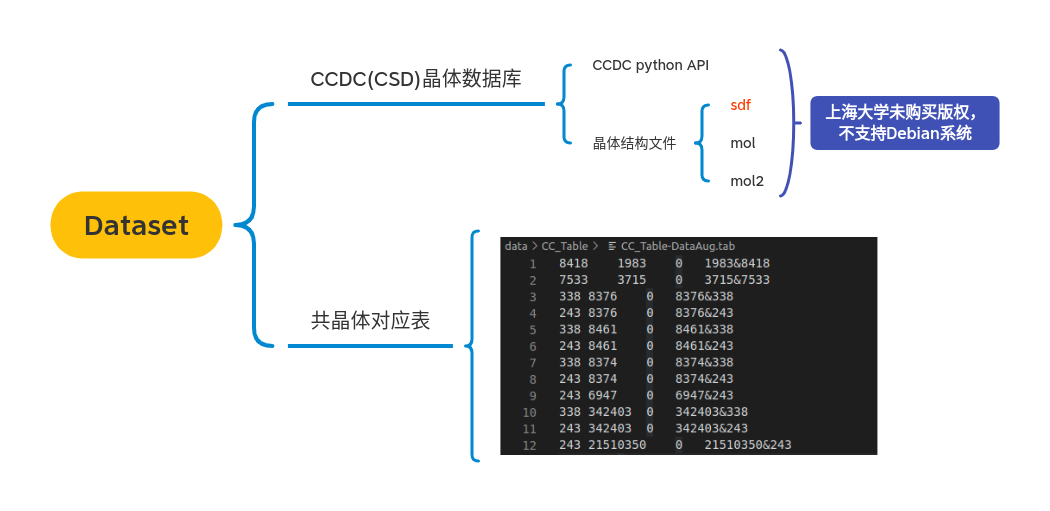 Dataset
CCDC(CSD)晶体数据库
CCDC python API
晶体结构文件
sdf
mol
mol2
上海大学未购买版权，
不支持Debian系统
共晶体对应表
data > CC_Table > CC_Table-DataAug.tab
1 8418 1983 0 1983&8418
2 7533 3715 0 3715&7533
3 338 8376 0 8376&338
4 243 8376 0 8376&243
5 338 8461 0 8461&338
6 243 8461 0 8461&243
7 338 8374 0 8374&338
8 243 8374 0 8374&243
9 243 6947 0 6947&243
10 338 342403 0 342403&338
11 243 342403 0 342403&243
12 243 21510350 0 21510350&243